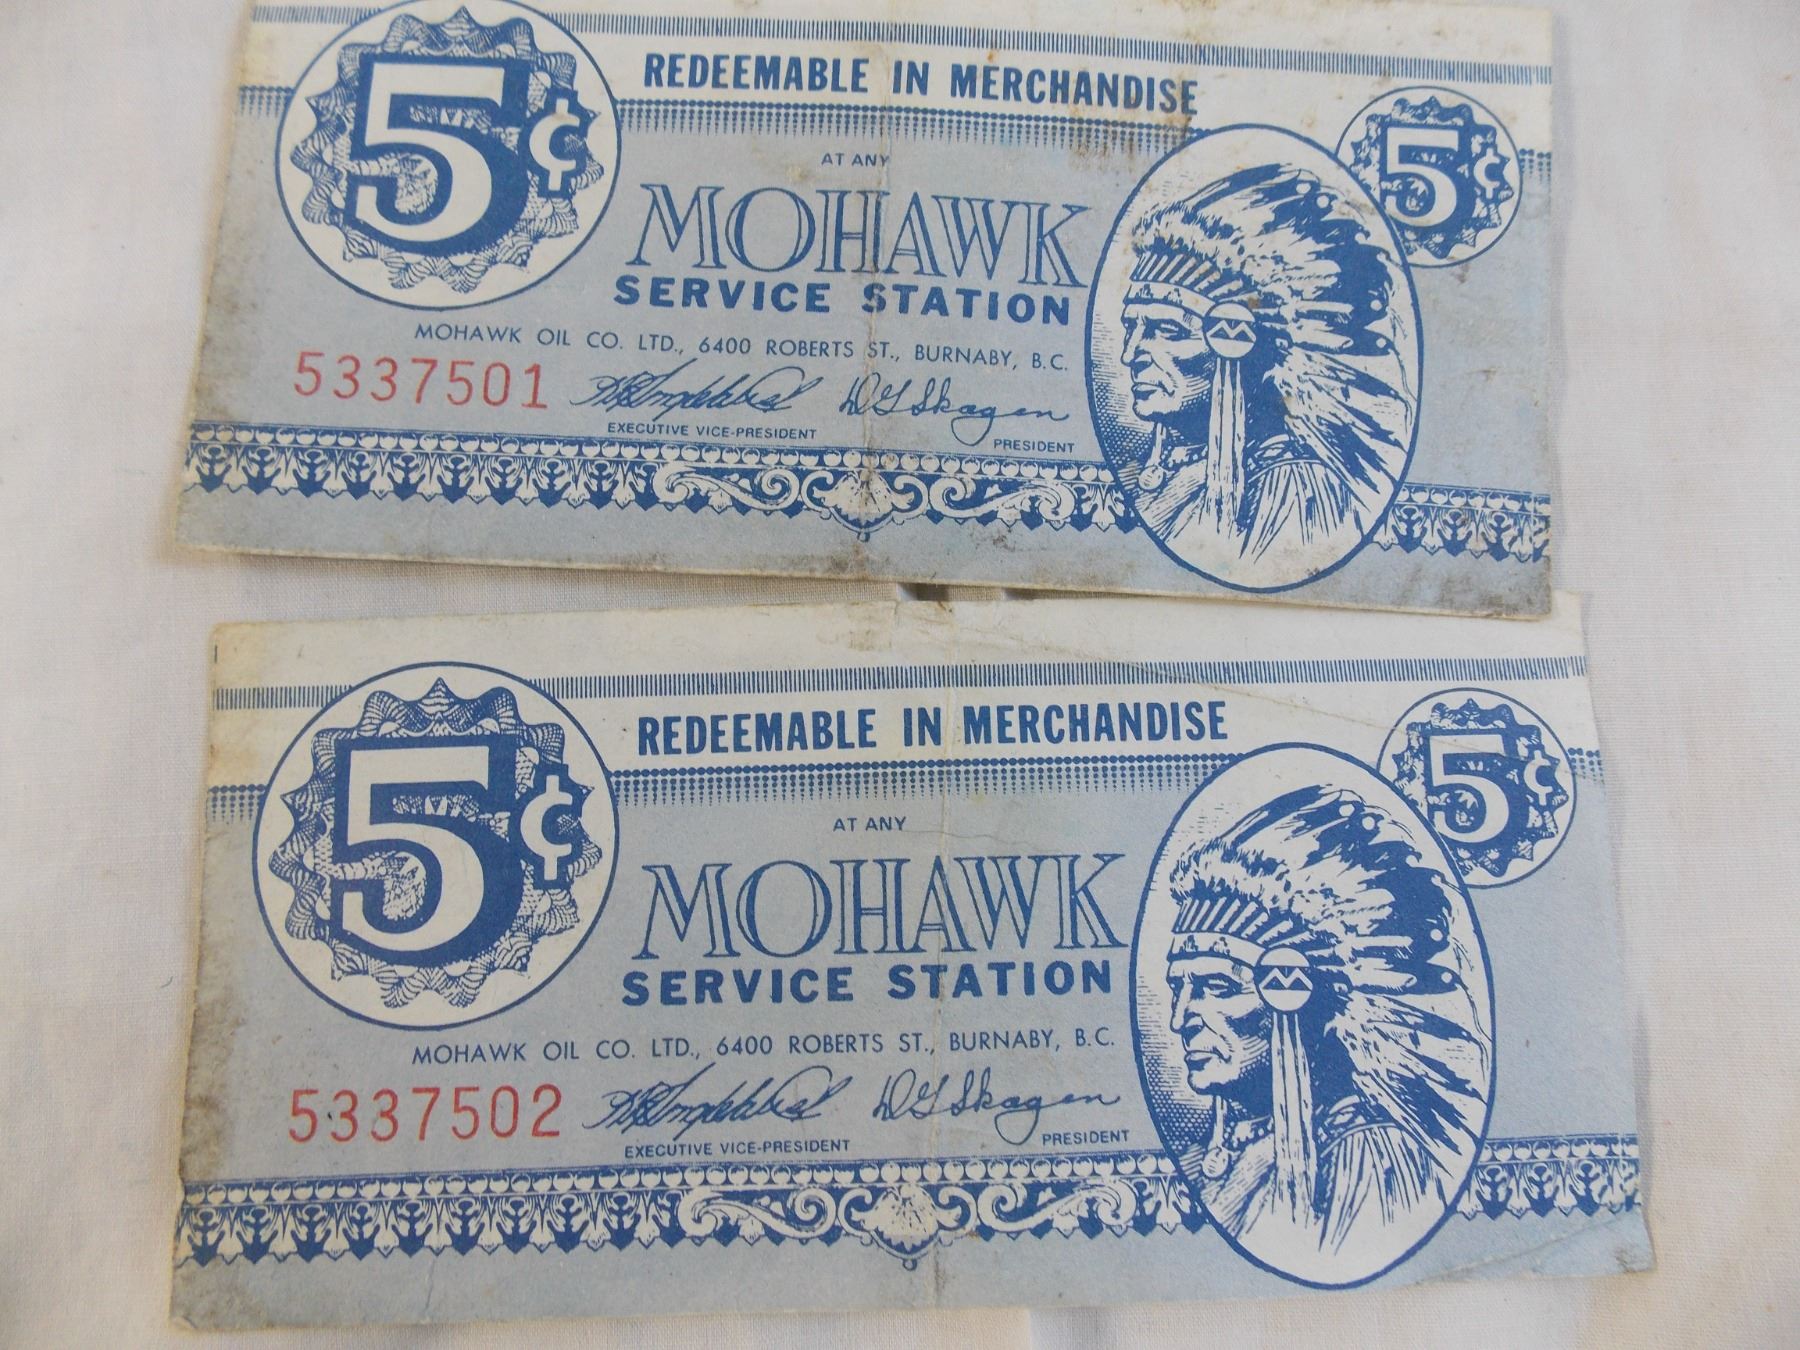 5¢
REDEEMABLE IN MERCHANDISE
5¢
AT ANY
MOHAWK
SERVICE STATION
MOHAWK OIL CO. LTD., 6400 ROBERTS ST., BURNABY, B.C.
5337501
D G Skagen
EXECUTIVE VICE-PRESIDENT
PRESIDENT
5¢
REDEEMABLE IN MERCHANDISE
5¢
AT ANY
MOHAWK
SERVICE STATION
MOHAWK OIL CO. LTD., 6400 ROBERTS ST., BURNABY, B.C.
5337502
D G Skagen
EXECUTIVE VICE-PRESIDENT
PRESIDENT